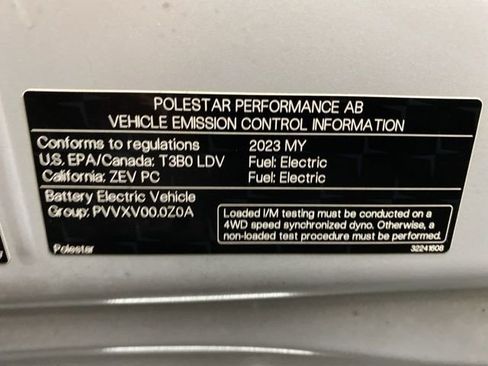 POLESTAR PERFORMANCE AB
VEHICLE EMISSION CONTROL INFORMATION
Conforms to regulations 2023 MY
U.S. EPA/Canada: T3B0 LDV Fuel: Electric
California: ZEV PC Fuel: Electric
Battery Electric Vehicle
Group: PVVXV00.0Z0A
Loaded I/M testing must be conducted on a
4WD speed synchronized dyno. Otherwise, a
non-loaded test procedure must be performed.
Polestar 32241608